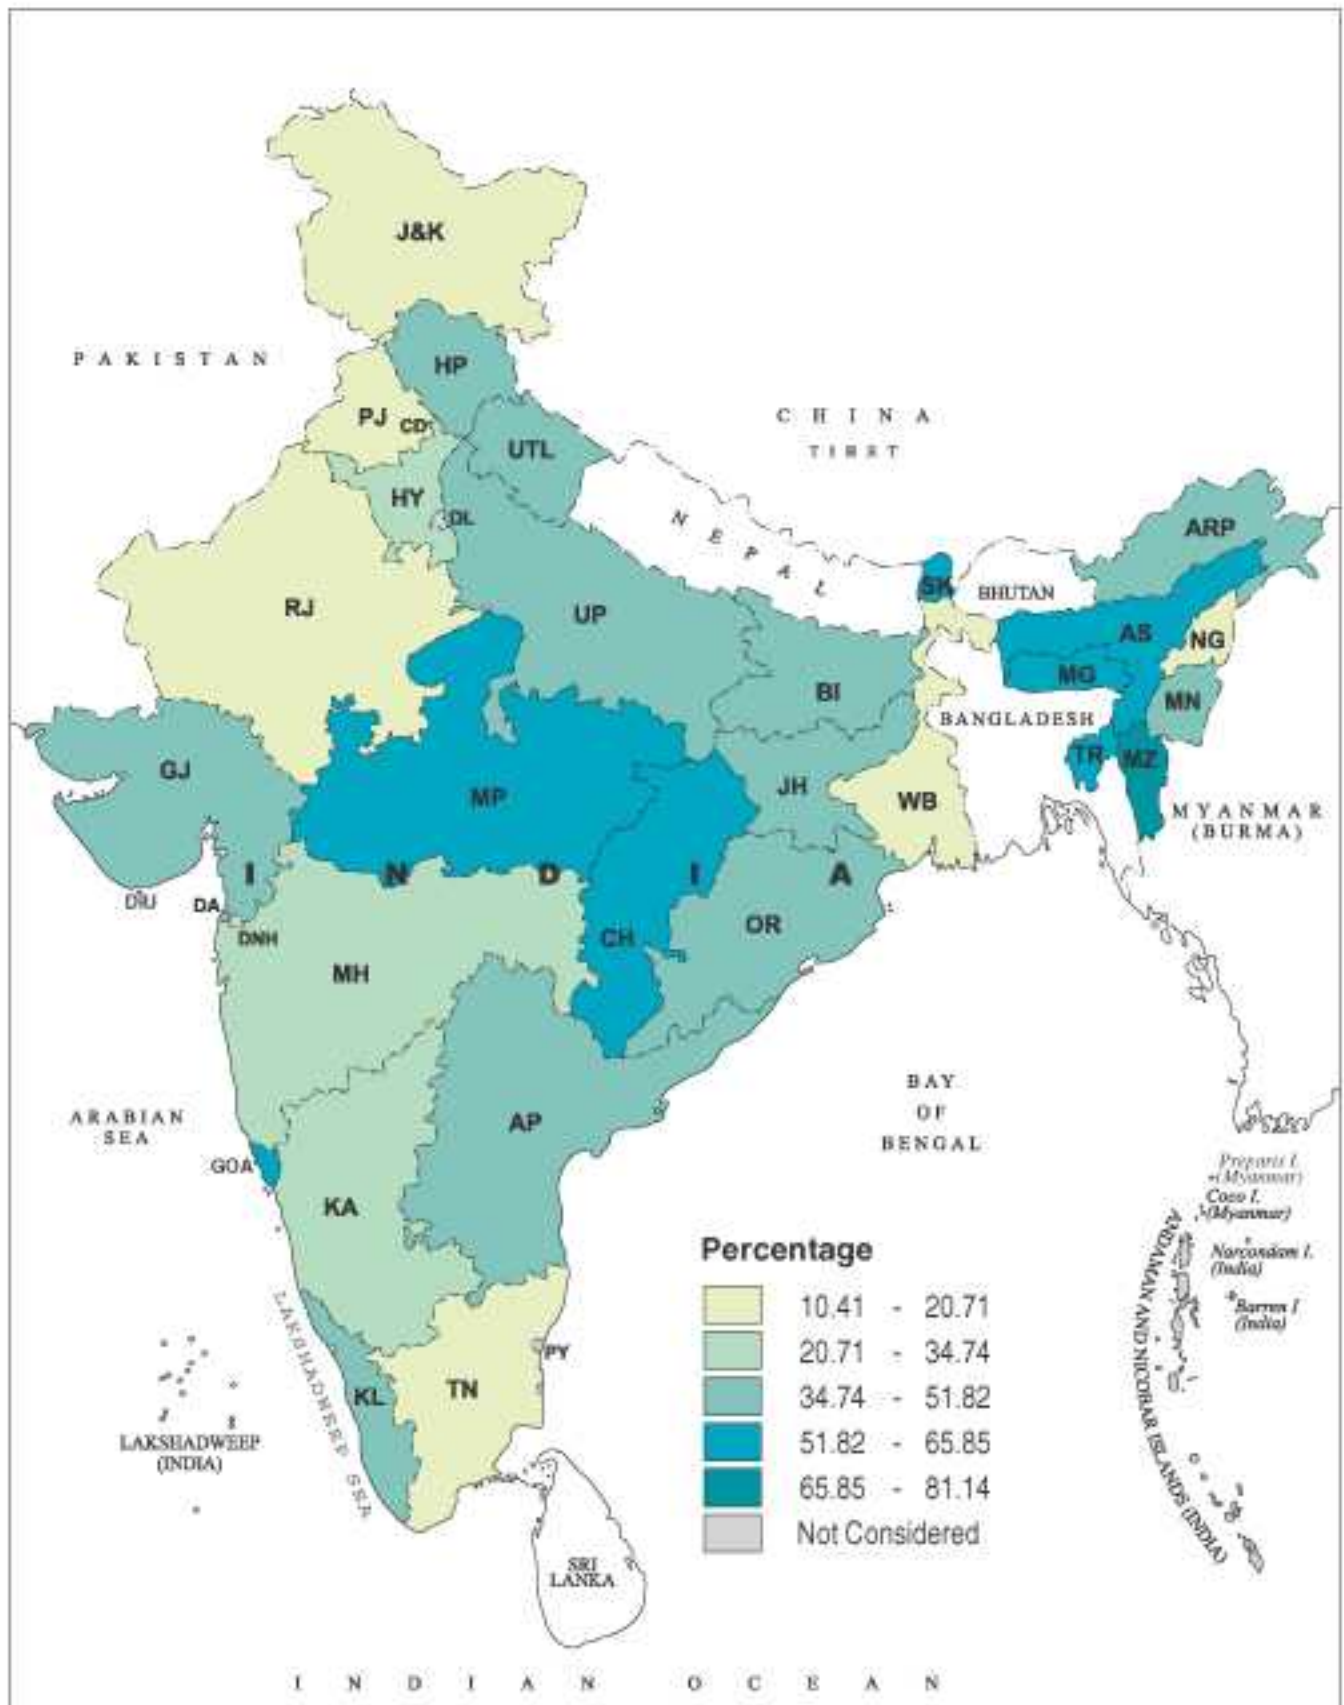 J&K
PAKISTAN
HP
CHINA
TIBET
PJ
CD
UTL
HY
DL
NEPAL
ARP
SK
BHUTAN
RJ
UP
AS
NG
MG
BI
MN
BANGLADESH
GJ
TR
MZ
MP
JH
WB
MYANMAR
(BURMA)
INDIA
DIU
DA
DNH
CH
OR
MH
BAY
OF
BENGAL
ARABIAN
SEA
AP
GOA
KA
Preparis I.
(Myanmar)
Coco I.
(Myanmar)
Narcondam I.
(India)
Barren I
(India)
ANDAMAN AND NICOBAR ISLANDS (INDIA)
Percentage
10.41 - 20.71
20.71 - 34.74
34.74 - 51.82
51.82 - 65.85
65.85 - 81.14
Not Considered
PY
TN
KL
LAKSHADWEEP
(INDIA)
SRI
LANKA
INDIAN OCEAN